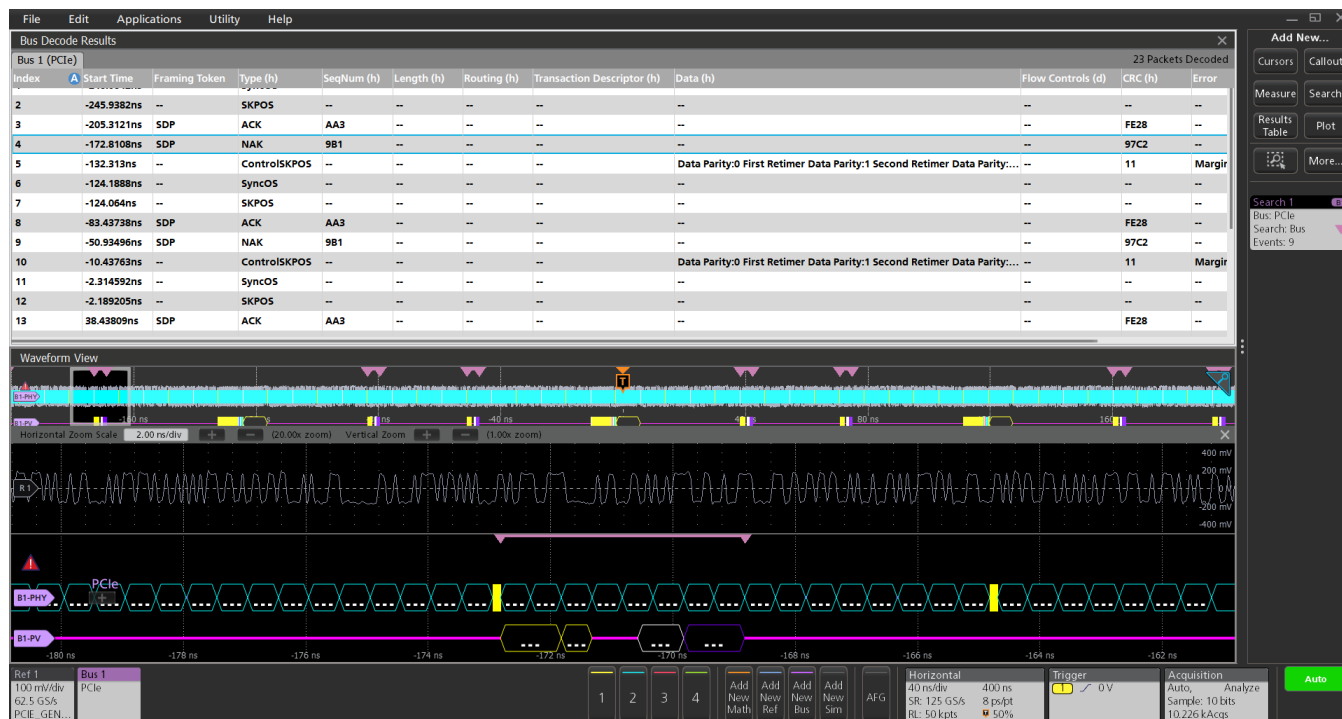 File Edit Applications Utility Help
Bus Decode Results
Bus 1 (PCIe) 23 Packets Decoded
Index A Start Time Framing Token Type (h) SeqNum (h) Length (h) Routing (h) Transaction Descriptor (h) Data (h) Flow Controls (d) CRC (h) Error
2 -245.9382ns -- SKPOS -- -- -- -- -- -- -- --
3 -205.3121ns SDP ACK AA3 -- -- -- -- -- FE28 --
4 -172.8108ns SDP NAK 9B1 -- -- -- -- -- 97C2 --
5 -132.313ns -- ControlSKPOS -- -- -- -- Data Parity:0 First Retimer Data Parity:1 Second Retimer Data Parity:... -- 11 Margir
6 -124.1888ns -- SyncOS -- -- -- -- -- -- -- --
7 -124.064ns -- SKPOS -- -- -- -- -- -- -- --
8 -83.43738ns SDP ACK AA3 -- -- -- -- -- FE28 --
9 -50.93496ns SDP NAK 9B1 -- -- -- -- -- 97C2 --
10 -10.43763ns -- ControlSKPOS -- -- -- -- Data Parity:0 First Retimer Data Parity:1 Second Retimer Data Parity:... -- 11 Margir
11 -2.314592ns -- SyncOS -- -- -- -- -- -- -- --
12 -2.189205ns -- SKPOS -- -- -- -- -- -- -- --
13 38.43809ns SDP ACK AA3 -- -- -- -- -- FE28 --
Waveform View
T
B1-PHY
B1-PV
-40 ns 80 ns
Horizontal Zoom Scale 2.00 ns/div + − (20.00x zoom) Vertical Zoom + − (1.00x zoom)
400 mV
200 mV
R 1
-200 mV
-400 mV
PCIe
+
B1-PHY
B1-PV
-180 ns -178 ns -176 ns -174 ns -172 ns -170 ns -168 ns -166 ns -164 ns -162 ns
Add New...
Cursors Callout
Measure Search
Results Table Plot
More...
Search 1 B
Bus: PCIe
Search: Bus
Events: 9
Ref 1
100 mV/div
62.5 GS/s
PCIE_GEN...
Bus 1
PCIe
1 2 3 4
Add New Math
Add New Ref
Add New Bus
Add New Sim
AFG
Horizontal
40 ns/div 400 ns
SR: 125 GS/s 8 ps/pt
RL: 50 kpts T 50%
Trigger
1 0 V
Acquisition
Auto, Analyze
Sample: 10 bits
10.226 kAcqs
Auto